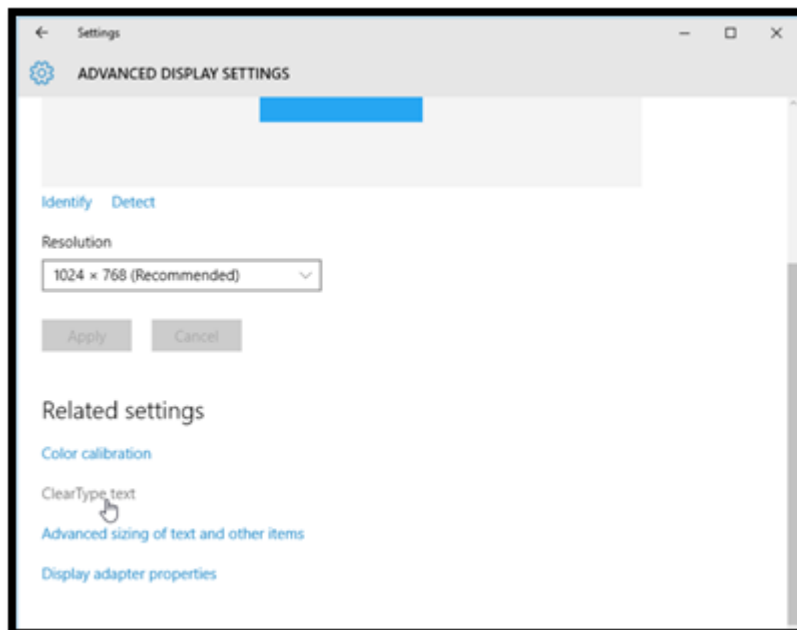 Settings
ADVANCED DISPLAY SETTINGS
Identify Detect
Resolution
1024 × 768 (Recommended)
Apply Cancel
Related settings
Color calibration
ClearType text
Advanced sizing of text and other items
Display adapter properties